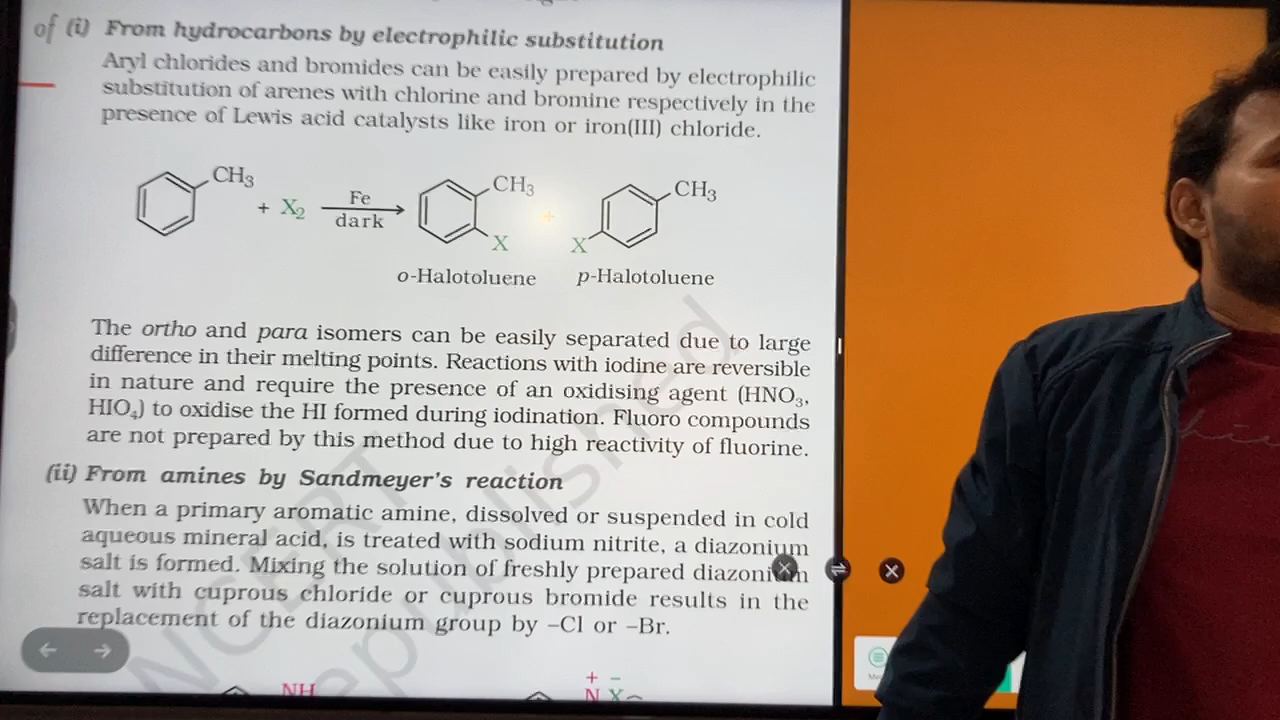 of (i) From hydrocarbons by electrophilic substitution
Aryl chlorides and bromides can be easily prepared by electrophilic
substitution of arenes with chlorine and bromine respectively in the
presence of Lewis acid catalysts like iron or iron(III) chloride.
CH₃ + X₂ Fe dark CH₃ X + CH₃ X
o-Halotoluene p-Halotoluene
The ortho and para isomers can be easily separated due to large
difference in their melting points. Reactions with iodine are reversible
in nature and require the presence of an oxidising agent (HNO₃,
HIO₄) to oxidise the HI formed during iodination. Fluoro compounds
are not prepared by this method due to high reactivity of fluorine.
(ii) From amines by Sandmeyer's reaction
When a primary aromatic amine, dissolved or suspended in cold
aqueous mineral acid, is treated with sodium nitrite, a diazonium
salt is formed. Mixing the solution of freshly prepared diazonium
salt with cuprous chloride or cuprous bromide results in the
replacement of the diazonium group by –Cl or –Br.
NH
+ –
N X
NCERT
republished